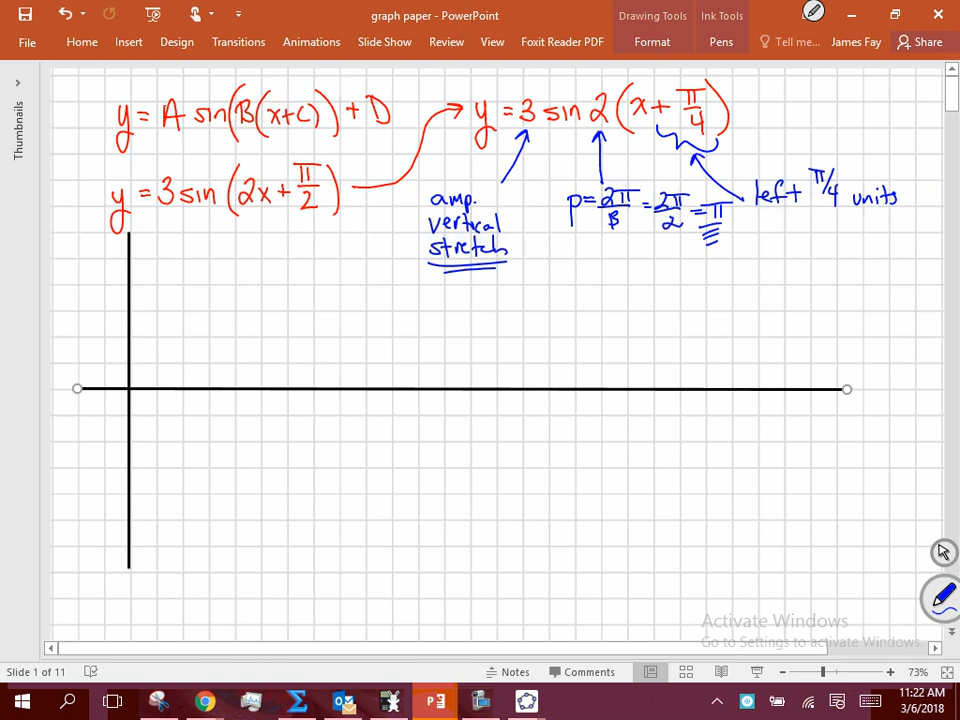 graph paper - PowerPoint
Drawing Tools
Ink Tools
File
Home
Insert
Design
Transitions
Animations
Slide Show
Review
View
Foxit Reader PDF
Format
Pens
Tell me...
James Fay
Share
Thumbnails
y = A sin(B(x+C)) + D
y = 3 sin 2 (x + π/4)
y = 3 sin (2x + π/2)
amp.
vertical
stretch
p = 2π/B = 2π/2 = π
left π/4 units
Activate Windows
Go to Settings to activate Windows.
Slide 1 of 11
Notes
Comments
73%
11:22 AM
3/6/2018